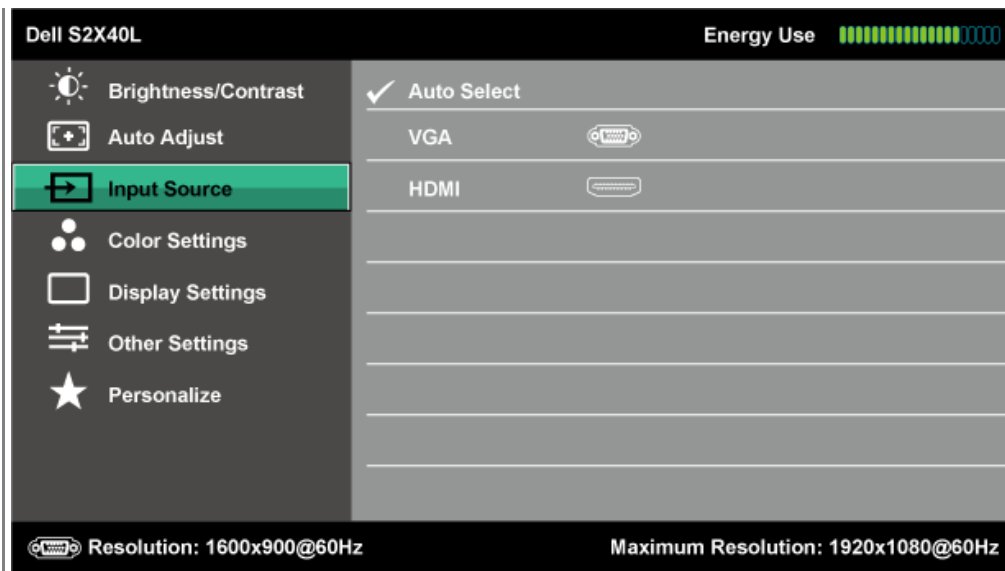 Dell S2X40L
Energy Use
Brightness/Contrast
Auto Select
Auto Adjust
VGA
Input Source
HDMI
Color Settings
Display Settings
Other Settings
Personalize
Resolution: 1600x900@60Hz
Maximum Resolution: 1920x1080@60Hz